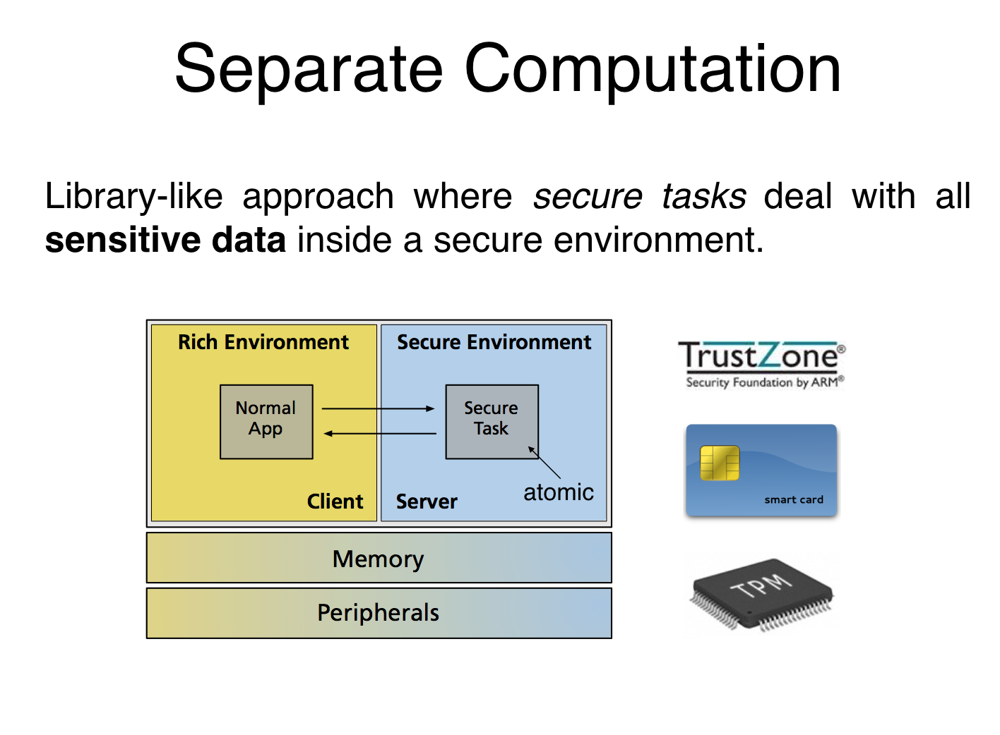 Separate Computation
Library-like approach where secure tasks deal with all
sensitive data inside a secure environment.
Rich Environment
Secure Environment
Normal
App
Secure
Task
atomic
Client
Server
Memory
Peripherals
TrustZone®
Security Foundation by ARM®
smart card
TPM